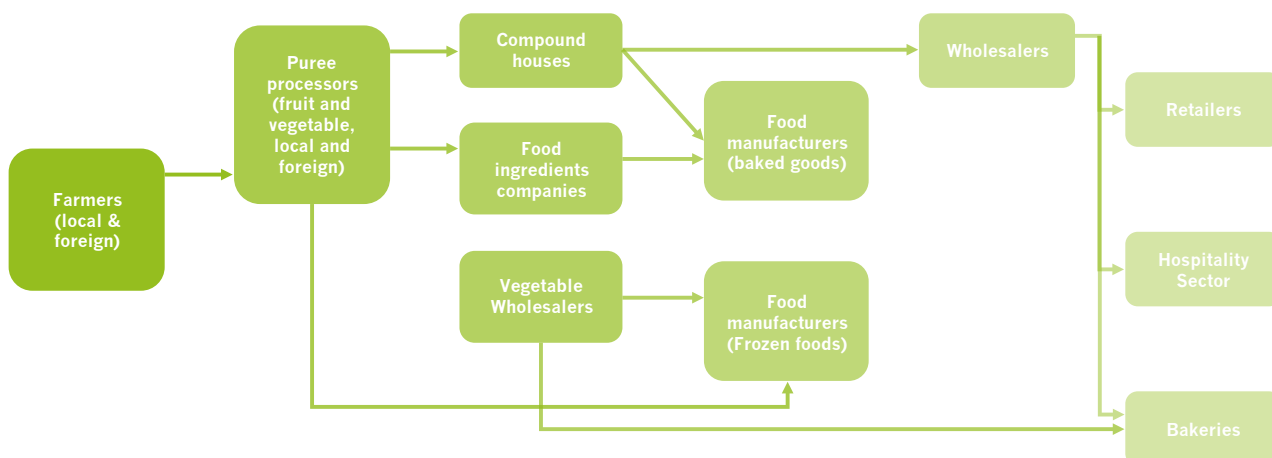 Farmers
(local &
foreign)
Puree
processors
(fruit and
vegetable,
local and
foreign)
Compound
houses
Food
ingredients
companies
Vegetable
Wholesalers
Food
manufacturers
(baked goods)
Food
manufacturers
(Frozen foods)
Wholesalers
Retailers
Hospitality
Sector
Bakeries